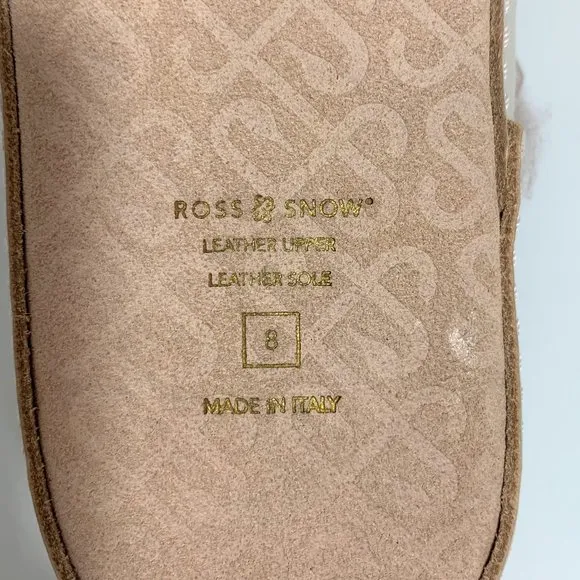 ROSS & SNOW®
LEATHER UPPER
LEATHER SOLE
8
MADE IN ITALY